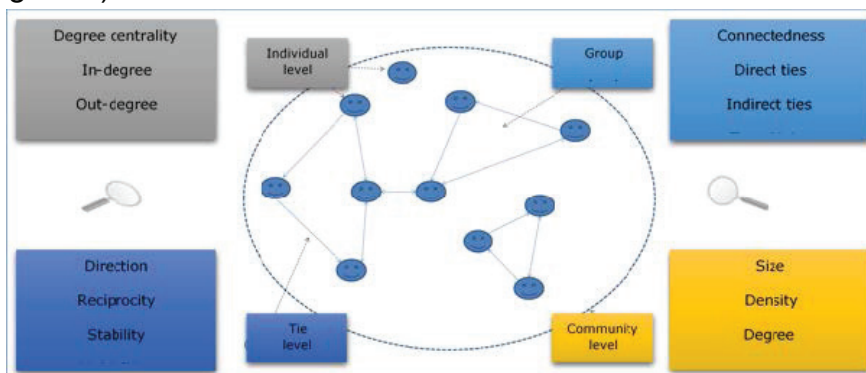 Degree centrality
In-degree
Out-degree
Individual
level
Group
Connectedness
Direct ties
Indirect ties
Direction
Reciprocity
Stability
Tie
level
Community
level
Size
Density
Degree